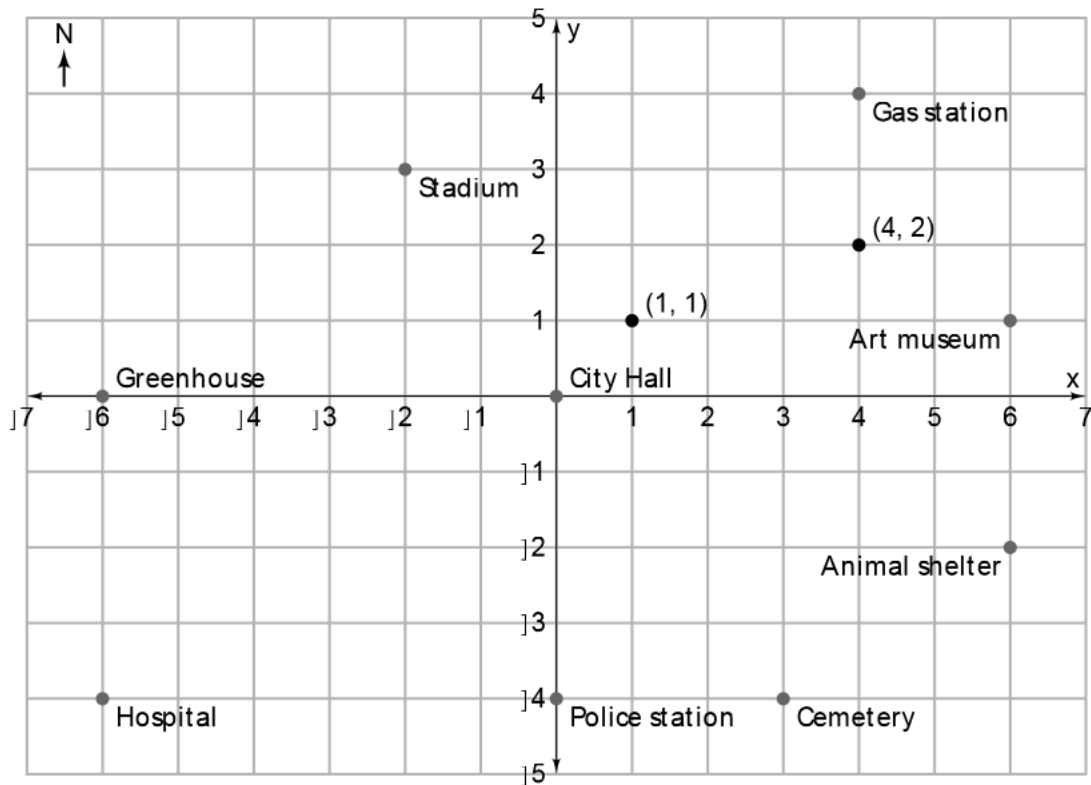 5
N
y
4
Gas station
3
Stadium
(4, 2)
2
(1, 1)
1
Art museum
Greenhouse
City Hall
x
]7 ]6 ]5 ]4 ]3 ]2 ]1 1 2 3 4 5 6 7
]1
]2
Animal shelter
]3
]4
Hospital
Police station
Cemetery
]5